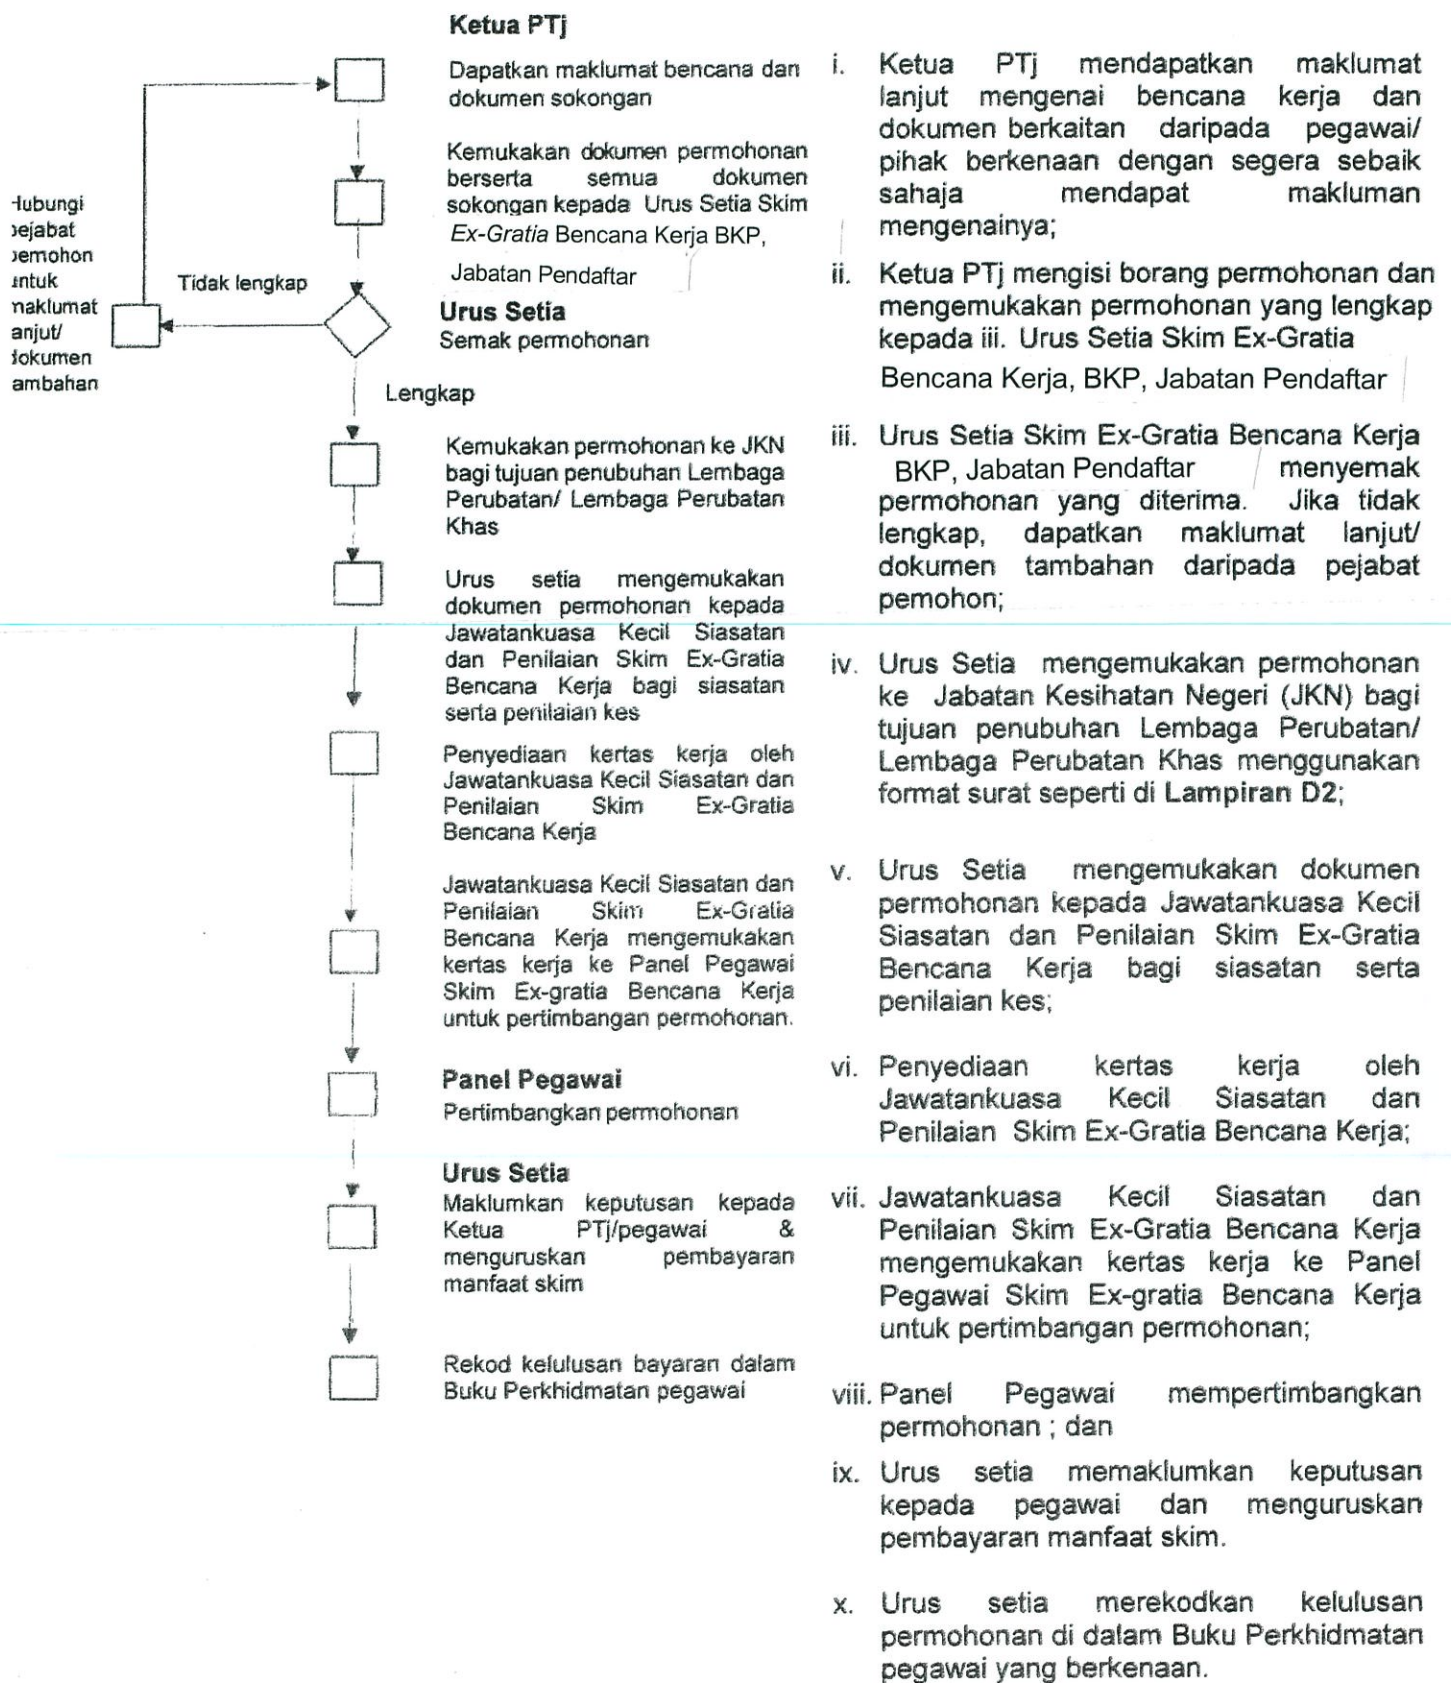 Ketua PTj
Dapatkan maklumat bencana dan
dokumen sokongan
Kemukakan dokumen permohonan
berserta semua dokumen
sokongan kepada Urus Setia Skim
Ex-Gratia Bencana Kerja BKP,
Jabatan Pendaftar
Urus Setia
Semak permohonan
Tidak lengkap
Lengkap
Kemukakan permohonan ke JKN
bagi tujuan penubuhan Lembaga
Perubatan/ Lembaga Perubatan
Khas
Urus setia mengemukakan
dokumen permohonan kepada
Jawatankuasa Kecil Siasatan
dan Penilaian Skim Ex-Gratia
Bencana Kerja bagi siasatan
serta penilaian kes
Penyediaan kertas kerja oleh
Jawatankuasa Kecil Siasatan dan
Penilaian Skim Ex-Gratia
Bencana Kerja
Jawatankuasa Kecil Siasatan dan
Penilaian Skim Ex-Gratia
Bencana Kerja mengemukakan
kertas kerja ke Panel Pegawai
Skim Ex-gratia Bencana Kerja
untuk pertimbangan permohonan.
Panel Pegawai
Pertimbangkan permohonan
Urus Setia
Maklumkan keputusan kepada
Ketua PTj/pegawai &
menguruskan pembayaran
manfaat skim
Rekod kelulusan bayaran dalam
Buku Perkhidmatan pegawai
i. Ketua PTj mendapatkan maklumat
lanjut mengenai bencana kerja dan
dokumen berkaitan daripada pegawai/
pihak berkenaan dengan segera sebaik
sahaja mendapat makluman
mengenainya;
ii. Ketua PTj mengisi borang permohonan dan
mengemukakan permohonan yang lengkap
kepada iii. Urus Setia Skim Ex-Gratia
Bencana Kerja, BKP, Jabatan Pendaftar
iii. Urus Setia Skim Ex-Gratia Bencana Kerja
BKP, Jabatan Pendaftar menyemak
permohonan yang diterima. Jika tidak
lengkap, dapatkan maklumat lanjut/
dokumen tambahan daripada pejabat
pemohon;
iv. Urus Setia mengemukakan permohonan
ke Jabatan Kesihatan Negeri (JKN) bagi
tujuan penubuhan Lembaga Perubatan/
Lembaga Perubatan Khas menggunakan
format surat seperti di Lampiran D2;
v. Urus Setia mengemukakan dokumen
permohonan kepada Jawatankuasa Kecil
Siasatan dan Penilaian Skim Ex-Gratia
Bencana Kerja bagi siasatan serta
penilaian kes;
vi. Penyediaan kertas kerja oleh
Jawatankuasa Kecil Siasatan dan
Penilaian Skim Ex-Gratia Bencana Kerja;
vii. Jawatankuasa Kecil Siasatan dan
Penilaian Skim Ex-Gratia Bencana Kerja
mengemukakan kertas kerja ke Panel
Pegawai Skim Ex-gratia Bencana Kerja
untuk pertimbangan permohonan;
viii. Panel Pegawai mempertimbangkan
permohonan ; dan
ix. Urus setia memaklumkan keputusan
kepada pegawai dan menguruskan
pembayaran manfaat skim.
x. Urus setia merekodkan kelulusan
permohonan di dalam Buku Perkhidmatan
pegawai yang berkenaan.